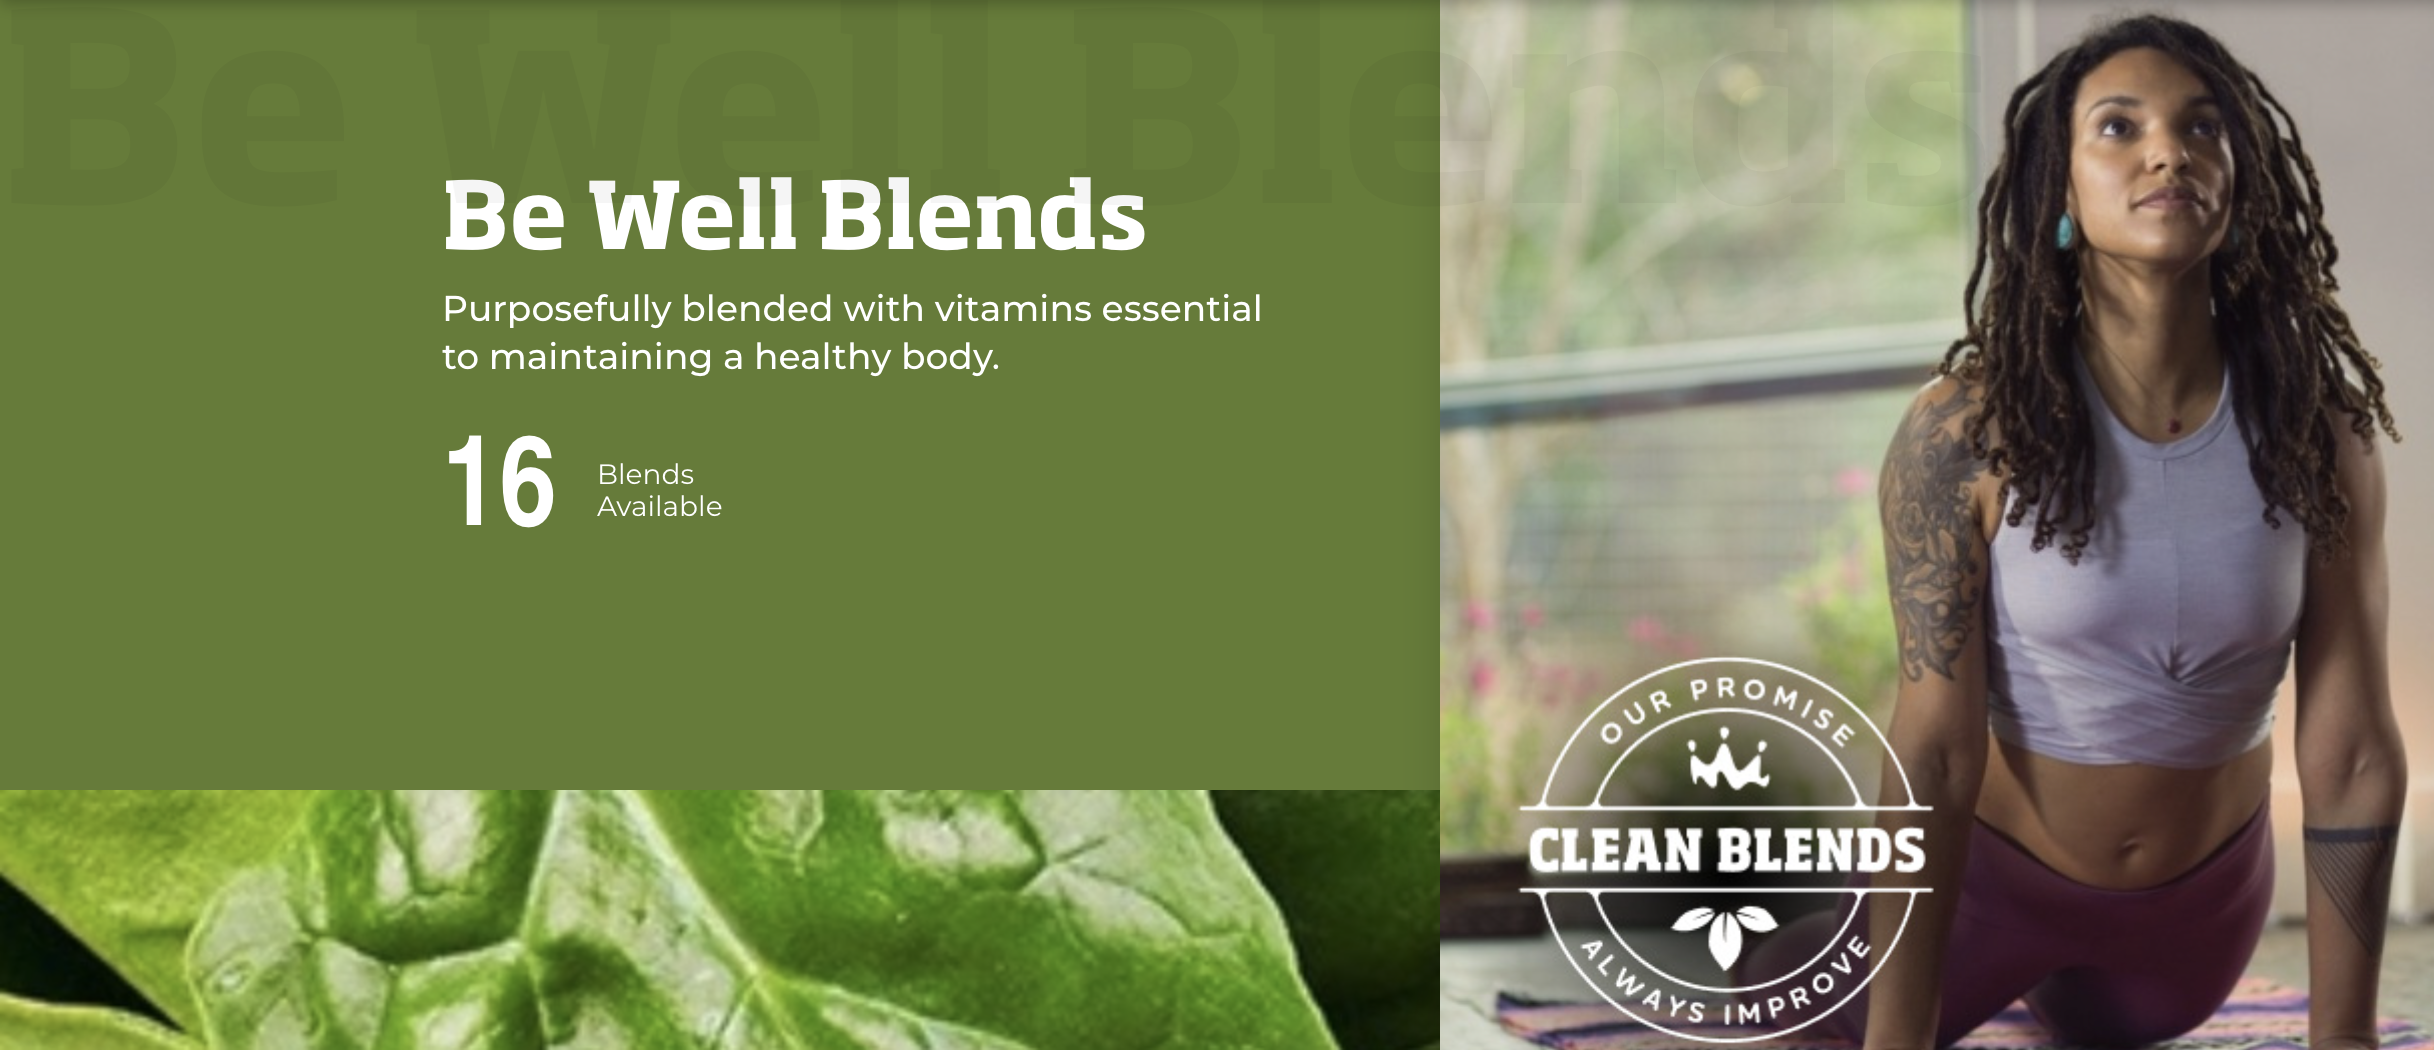 Be Well Blends
Be Well Blends
Purposefully blended with vitamins essential
to maintaining a healthy body.
16
Blends
Available
OUR PROMISE
CLEAN BLENDS
ALWAYS IMPROVE